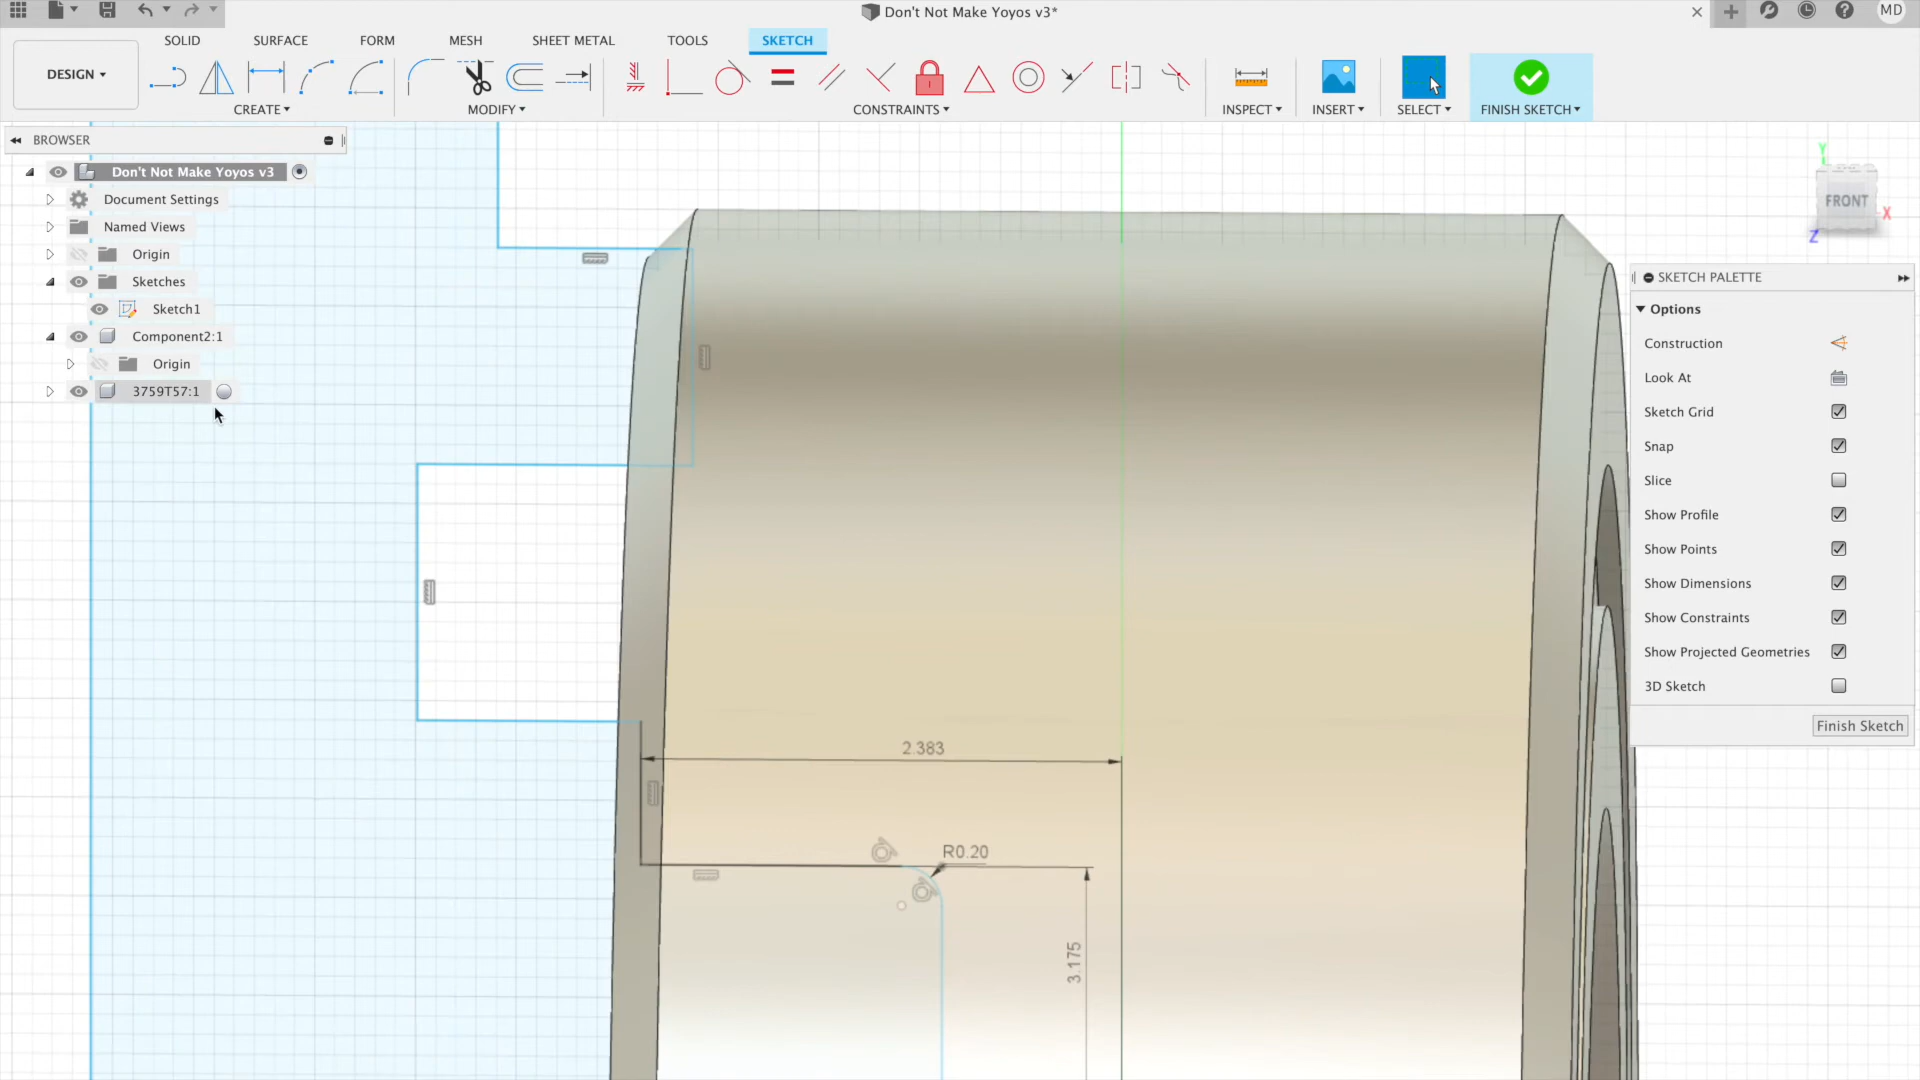 Don't Not Make Yoyos v3*
MD
SOLID
SURFACE
FORM
MESH
SHEET METAL
TOOLS
SKETCH
DESIGN
CREATE
MODIFY
CONSTRAINTS
INSPECT
INSERT
SELECT
FINISH SKETCH
BROWSER
Don't Not Make Yoyos v3
Document Settings
Named Views
Origin
Sketches
Sketch1
Component2:1
Origin
3759T57:1
Y
FRONT
X
Z
SKETCH PALETTE
Options
Construction
Look At
Sketch Grid
Snap
Slice
Show Profile
Show Points
Show Dimensions
Show Constraints
Show Projected Geometries
3D Sketch
Finish Sketch
2.383
R0.20
3.175